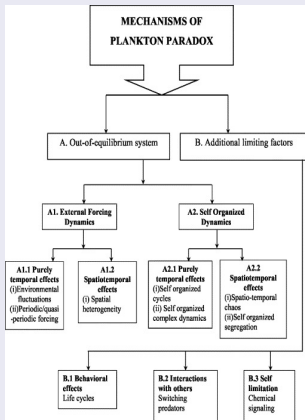 MECHANISMS OF
PLANKTON PARADOX
A. Out-of-equilibrium system
B. Additional limiting factors
A1. External Forcing
Dynamics
A2. Self Organized
Dynamics
A1.1 Purely
temporal effects
(i)Environmental
fluctuations
(ii)Periodic/quasi
-periodic forcing
A1.2
Spatiotemporal
effects
(i) Spatial
heterogeneity
A2.1 Purely
temporal effects
(i)Self organized
cycles
(ii) Self organized
complex dynamics
A2.2
Spatiotemporal
effects
(i)Spatio-temporal
chaos
(ii)Self organized
segregation
B.1 Behavioral
effects
Life cycles
B.2 Interactions
with others
Switching
predators
B.3 Self
limitation
Chemical
signaling